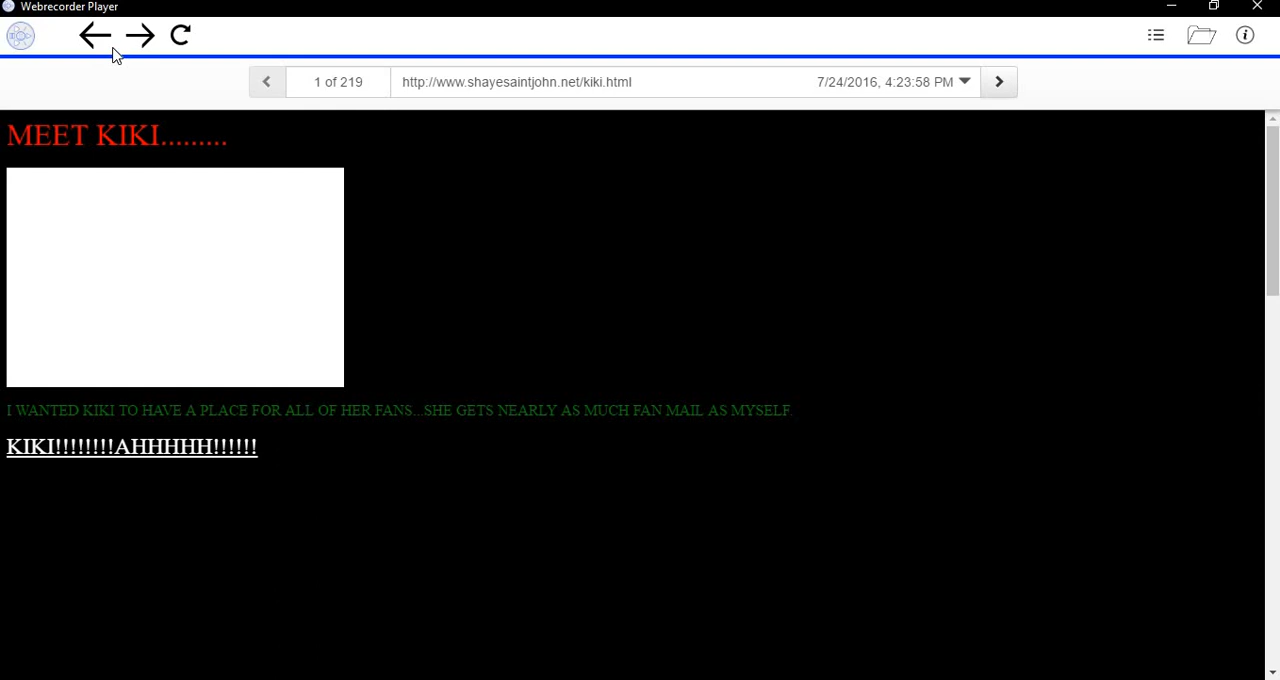 Webrecorder Player
1 of 219 http://www.shayesaintjohn.net/kiki.html 7/24/2016, 4:23:58 PM
MEET KIKI.........
I WANTED KIKI TO HAVE A PLACE FOR ALL OF HER FANS...SHE GETS NEARLY AS MUCH FAN MAIL AS MYSELF.
KIKI!!!!!!!!AHHHHH!!!!!!